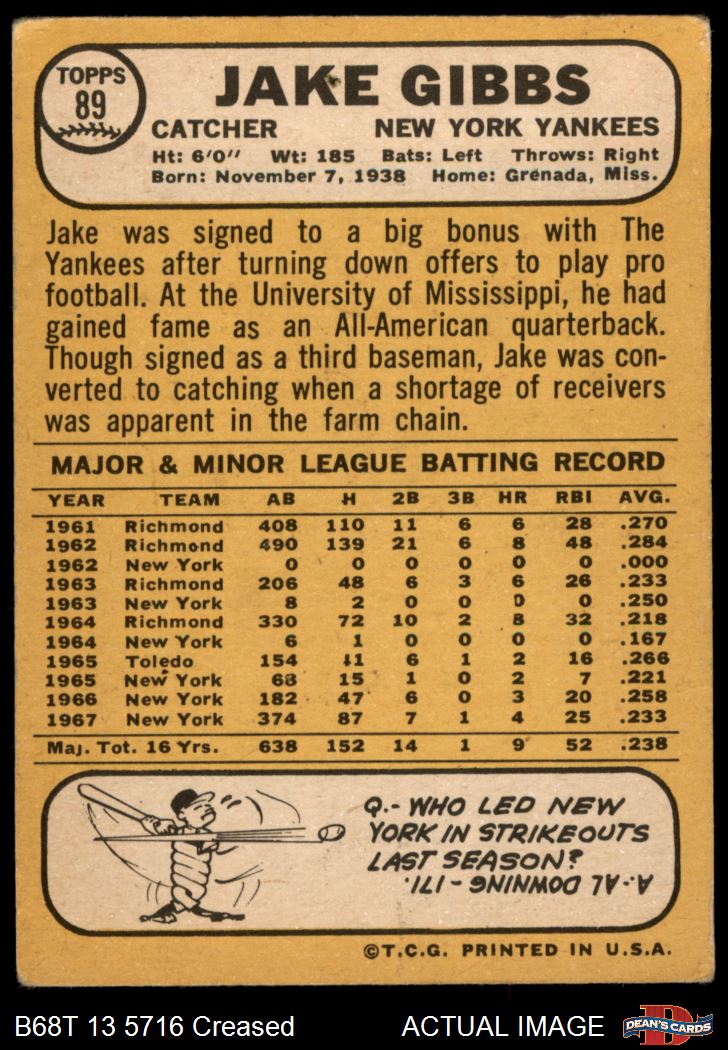 TOPPS
89
JAKE GIBBS
CATCHER NEW YORK YANKEES
Ht: 6'0" Wt: 185 Bats: Left Throws: Right
Born: November 7, 1938 Home: Grenada, Miss.
Jake was signed to a big bonus with The
Yankees after turning down offers to play pro
football. At the University of Mississippi, he had
gained fame as an All-American quarterback.
Though signed as a third baseman, Jake was con-
verted to catching when a shortage of receivers
was apparent in the farm chain.
MAJOR & MINOR LEAGUE BATTING RECORD
YEAR TEAM AB H 2B 3B HR RBI AVG.
1961 Richmond 408 110 11 6 6 28 .270
1962 Richmond 490 139 21 6 8 48 .284
1962 New York 0 0 0 0 0 0 .000
1963 Richmond 206 48 6 3 6 26 .233
1963 New York 8 2 0 0 0 0 .250
1964 Richmond 330 72 10 2 8 32 .218
1964 New York 6 1 0 0 0 0 .167
1965 Toledo 154 41 6 1 2 16 .266
1965 New York 68 15 1 0 2 7 .221
1966 New York 182 47 6 0 3 20 .258
1967 New York 374 87 7 1 4 25 .233
Maj. Tot. 16 Yrs. 638 152 14 1 9 52 .238
Q.- WHO LED NEW
YORK IN STRIKEOUTS
LAST SEASON?
A.- AL DOWNING - 171.
©T.C.G. PRINTED IN U.S.A.
B68T 13 5716 Creased ACTUAL IMAGE
D
DEAN'S CARDS